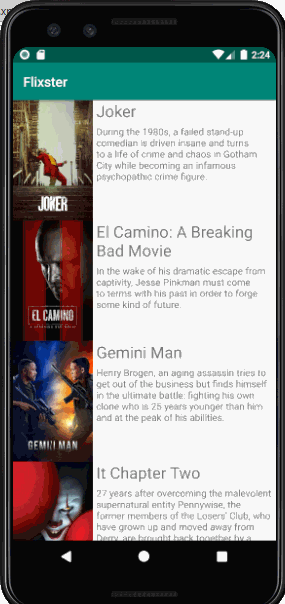 2:24
Flixster
Joker
During the 1980s, a failed stand-up
comedian is driven insane and turns
to a life of crime and chaos in Gotham
City while becoming an infamous
psychopathic crime figure.
JOKER
El Camino: A Breaking
Bad Movie
In the wake of his dramatic escape from
captivity, Jesse Pinkman must come
to terms with his past in order to forge
some kind of future.
EL CAMINO
Gemini Man
Henry Brogen, an aging assassin tries to
get out of the business but finds himself
in the ultimate battle: fighting his own
clone who is 25 years younger than him
and at the peak of his abilities.
GEMINI MAN
It Chapter Two
27 years after overcoming the malevolent
supernatural entity Pennywise, the
former members of the Losers' Club, who
have grown up and moved away from
Derry, are brought back together by a